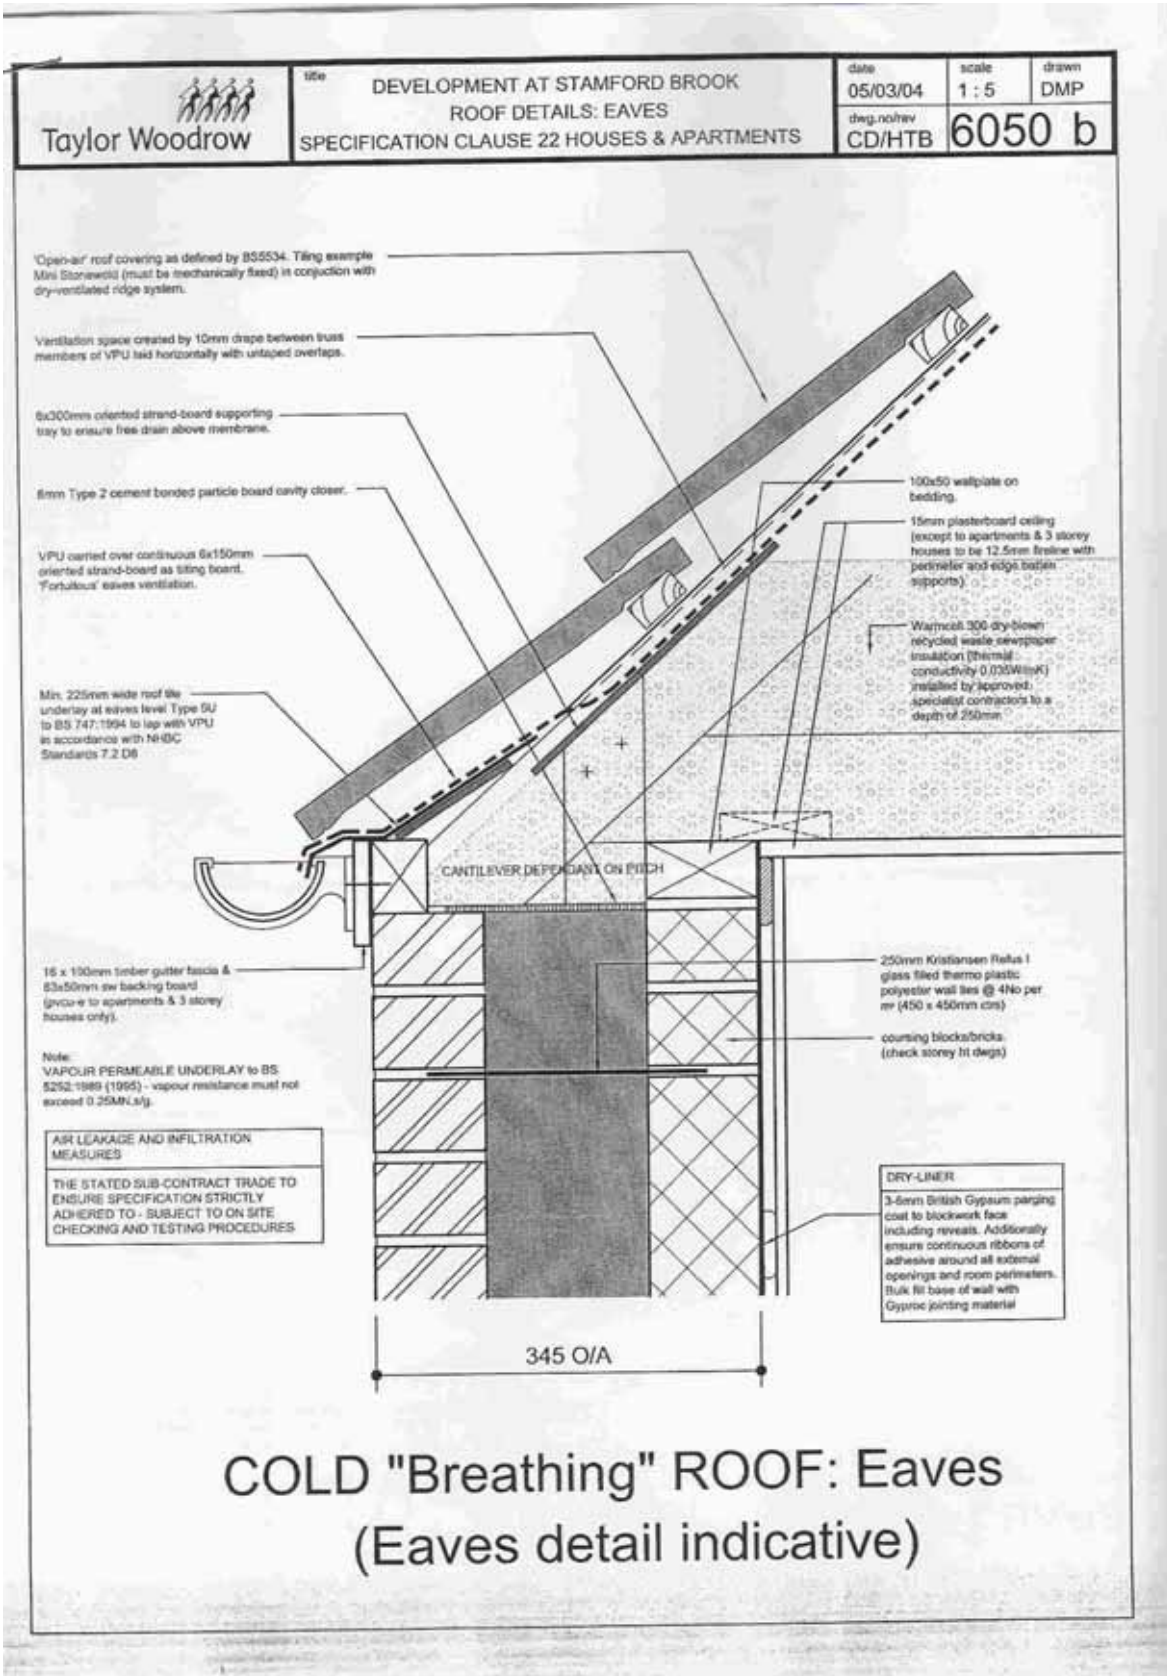 Taylor Woodrow
title
DEVELOPMENT AT STAMFORD BROOK
ROOF DETAILS: EAVES
SPECIFICATION CLAUSE 22 HOUSES & APARTMENTS
date
05/03/04
scale
1 : 5
drawn
DMP
dwg.no/rev
CD/HTB
6050 b
'Open-air' roof covering as defined by BS5534. Tiling example
Mini Stonewold (must be mechanically fixed) in conjuction with
dry-ventilated ridge system.
Ventilation space created by 10mm drape between truss
members of VPU laid horizontally with untaped overlaps.
6x300mm oriented strand-board supporting
tray to ensure free drain above membrane.
6mm Type 2 cement bonded particle board cavity closer.
VPU carried over continuous 6x150mm
oriented strand-board as tilting board.
'Fortuitous' eaves ventilation.
Min. 225mm wide roof tile
underlay at eaves level Type 5U
to BS 747:1994 to lap with VPU
in accordance with NHBC
Standards 7.2 D8
100x50 wallplate on
bedding.
15mm plasterboard ceiling
(except to apartments & 3 storey
houses to be 12.5mm fireline with
perimeter and edge batten
supports)
Warmcell 300 dry-blown
recycled waste newspaper
insulation (thermal
conductivity 0.035W/mK)
installed by approved
specialist contractors to a
depth of 250mm
CANTILEVER DEPENDANT ON PITCH
16 x 100mm timber gutter fascia &
63x50mm sw backing board
(pvcu-e to apartments & 3 storey
houses only).
250mm Kristiansen Refus I
glass filled thermo plastic
polyester wall ties @ 4No per
m² (450 x 450mm ctrs)
coursing blocks/bricks.
(check storey ht dwgs)
Note:
VAPOUR PERMEABLE UNDERLAY to BS
5252:1989 (1995) - vapour resistance must not
exceed 0.25MN.s/g.
AIR LEAKAGE AND INFILTRATION
MEASURES
THE STATED SUB-CONTRACT TRADE TO
ENSURE SPECIFICATION STRICTLY
ADHERED TO - SUBJECT TO ON SITE
CHECKING AND TESTING PROCEDURES
DRY-LINER
3-6mm British Gypsum parging
coat to blockwork face
including reveals. Additionally
ensure continuous ribbons of
adhesive around all external
openings and room perimeters.
Bulk fill base of wall with
Gyproc jointing material
345 O/A
COLD "Breathing" ROOF: Eaves
(Eaves detail indicative)